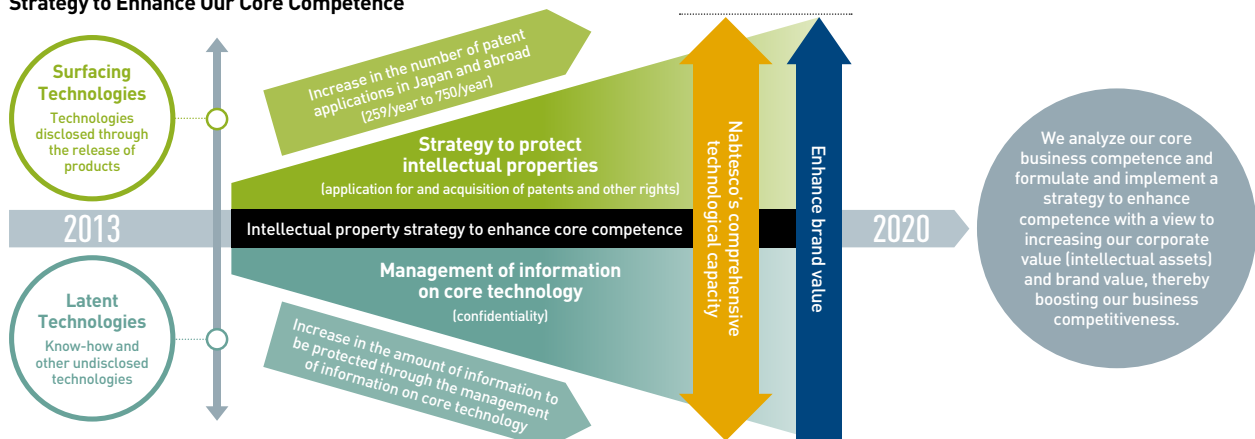 Strategy to Enhance Our Core Competence
Surfacing
Technologies
Technologies
disclosed through
the release of
products
Increase in the number of patent
applications in Japan and abroad
(259/year to 750/year)
Strategy to protect
intellectual properties
(application for and acquisition of patents and other rights)
2013
Intellectual property strategy to enhance core competence
Management of information
on core technology
(confidentiality)
Latent
Technologies
Know-how and
other undisclosed
technologies
Increase in the amount of information to
be protected through the management
of information on core technology
Nabtesco's comprehensive
technological capacity
Enhance brand value
2020
We analyze our core
business competence and
formulate and implement a
strategy to enhance
competence with a view to
increasing our corporate
value (intellectual assets)
and brand value, thereby
boosting our business
competitiveness.